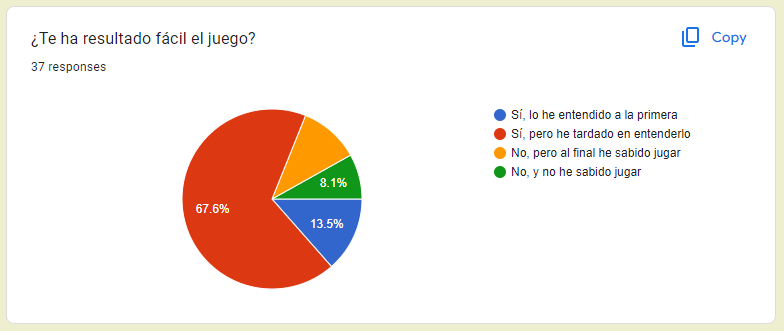 ¿Te ha resultado fácil el juego?
Copy
37 responses
Sí, lo he entendido a la primera
Sí, pero he tardado en entenderlo
No, pero al final he sabido jugar
No, y no he sabido jugar
8.1%
67.6%
13.5%